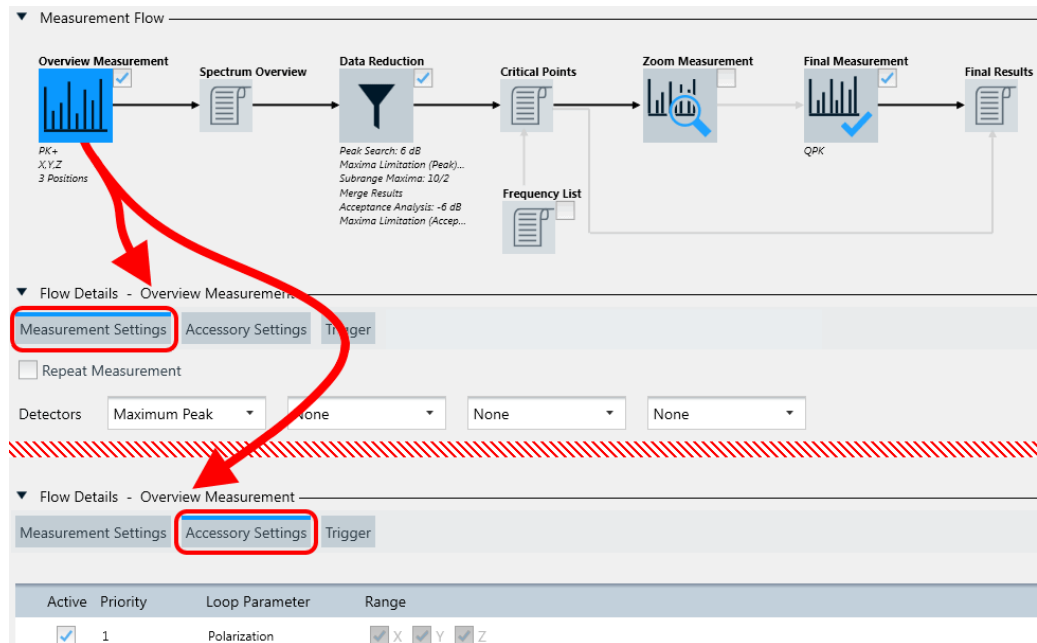 Measurement Flow
Overview Measurement
Spectrum Overview
Data Reduction
Critical Points
Zoom Measurement
Final Measurement
Final Results
PK+
X,Y,Z
3 Positions
Peak Search: 6 dB
Maxima Limitation (Peak)...
Subrange Maxima: 10/2
Merge Results
Acceptance Analysis: -6 dB
Maxima Limitation (Accep...
QPK
Frequency List
Flow Details - Overview Measurement
Measurement Settings Accessory Settings Trigger
Repeat Measurement
Detectors Maximum Peak None None None
Flow Details - Overview Measurement
Measurement Settings Accessory Settings Trigger
Active Priority Loop Parameter Range
1 Polarization X Y Z